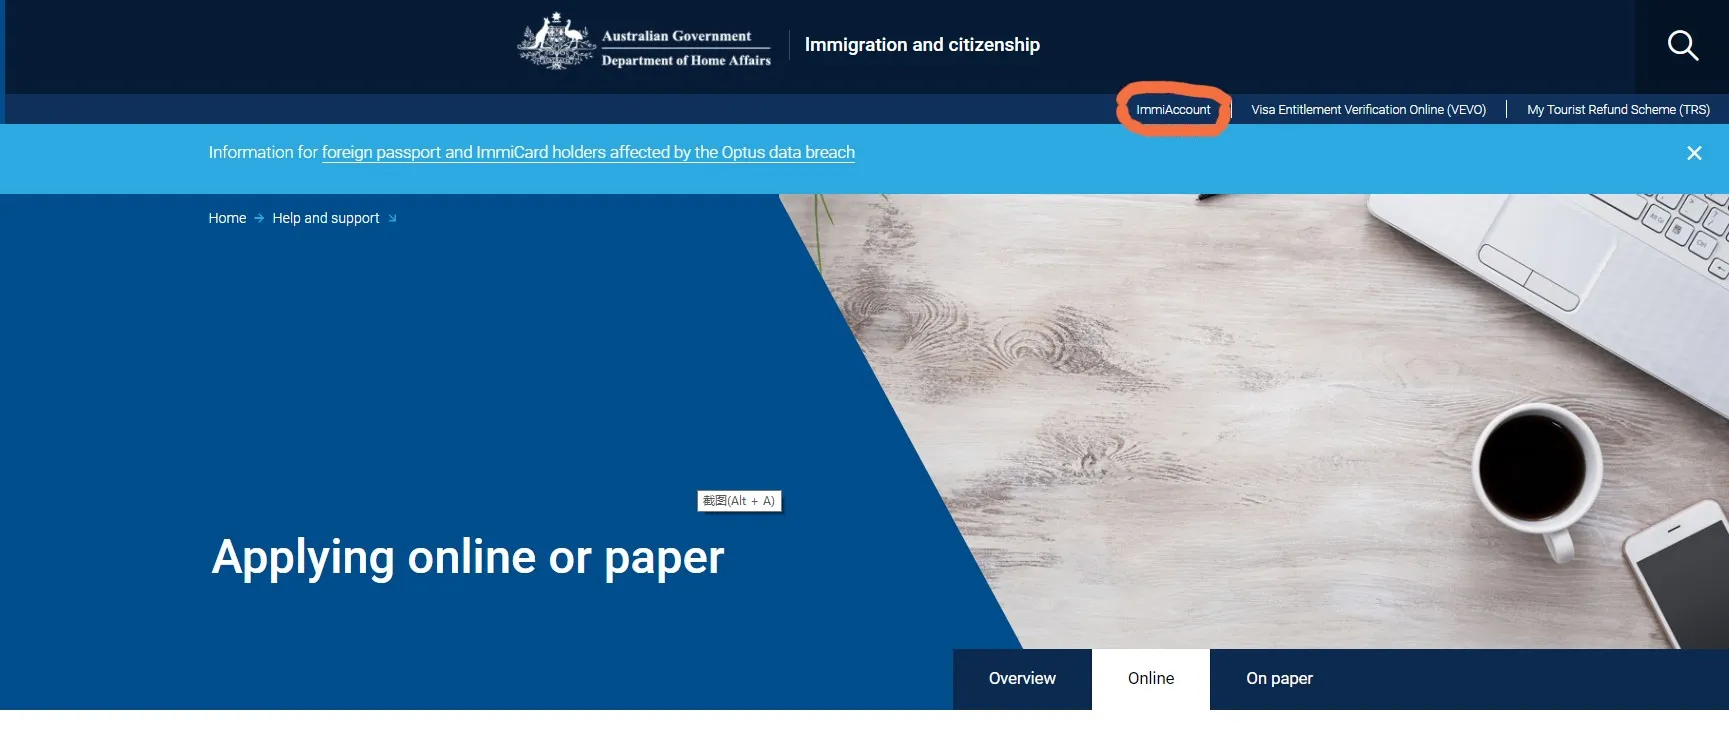 Australian Government
Department of Home Affairs
Immigration and citizenship
ImmiAccount
Visa Entitlement Verification Online (VEVO)
My Tourist Refund Scheme (TRS)
Information for foreign passport and ImmiCard holders affected by the Optus data breach
Home
Help and support
截图(Alt + A)
Applying online or paper
Overview
Online
On paper